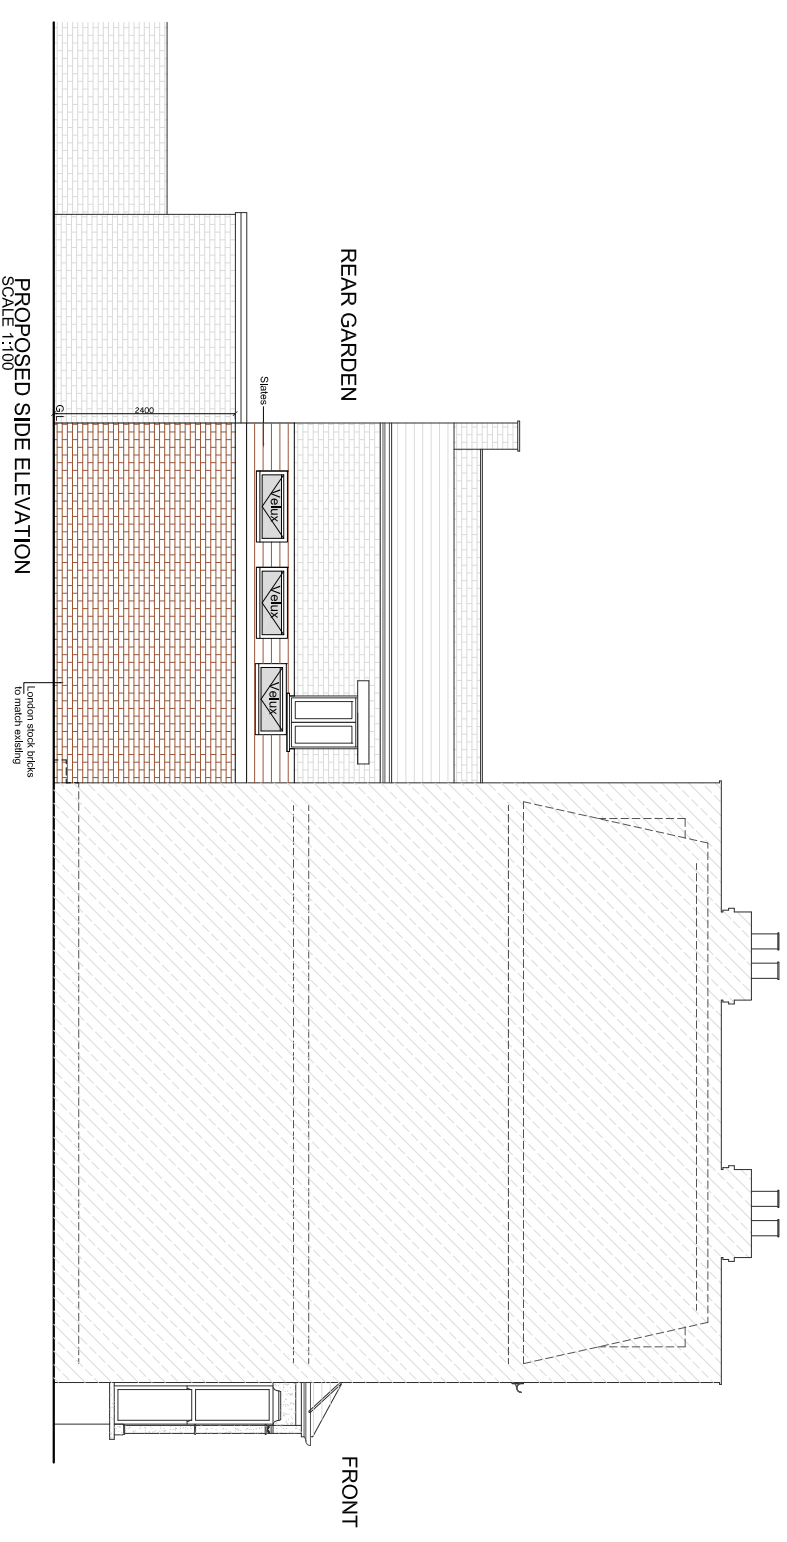 REAR GARDEN
FRONT
Slates
Velux
Velux
Velux
2400
GL
London stock bricks
to match existing
PROPOSED SIDE ELEVATION
SCALE 1:100